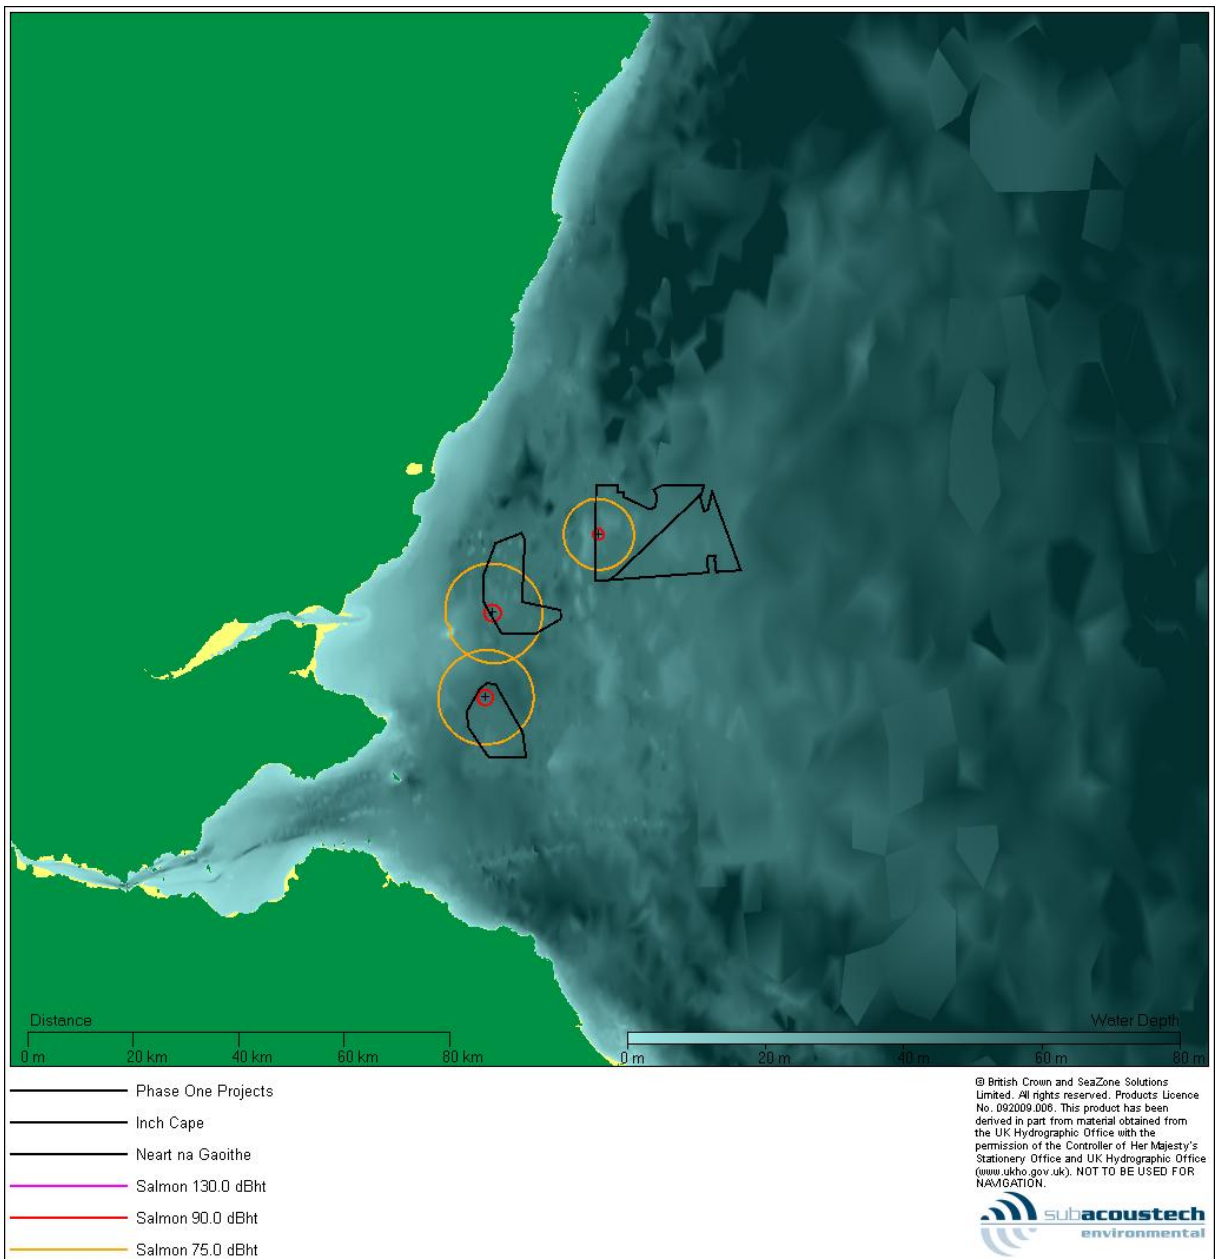 Distance
0 m 20 km 40 km 60 km 80 km
Water Depth
0 m 20 m 40 m 60 m 80 m
Phase One Projects
Inch Cape
Neart na Gaoithe
Salmon 130.0 dBht
Salmon 90.0 dBht
Salmon 75.0 dBht
© British Crown and SeaZone Solutions
Limited. All rights reserved. Products Licence
No. 092009.006. This product has been
derived in part from material obtained from
the UK Hydrographic Office with the
permission of the Controller of Her Majesty's
Stationery Office and UK Hydrographic Office
(www.ukho.gov.uk). NOT TO BE USED FOR
NAVIGATION.
subacoustech
environmental